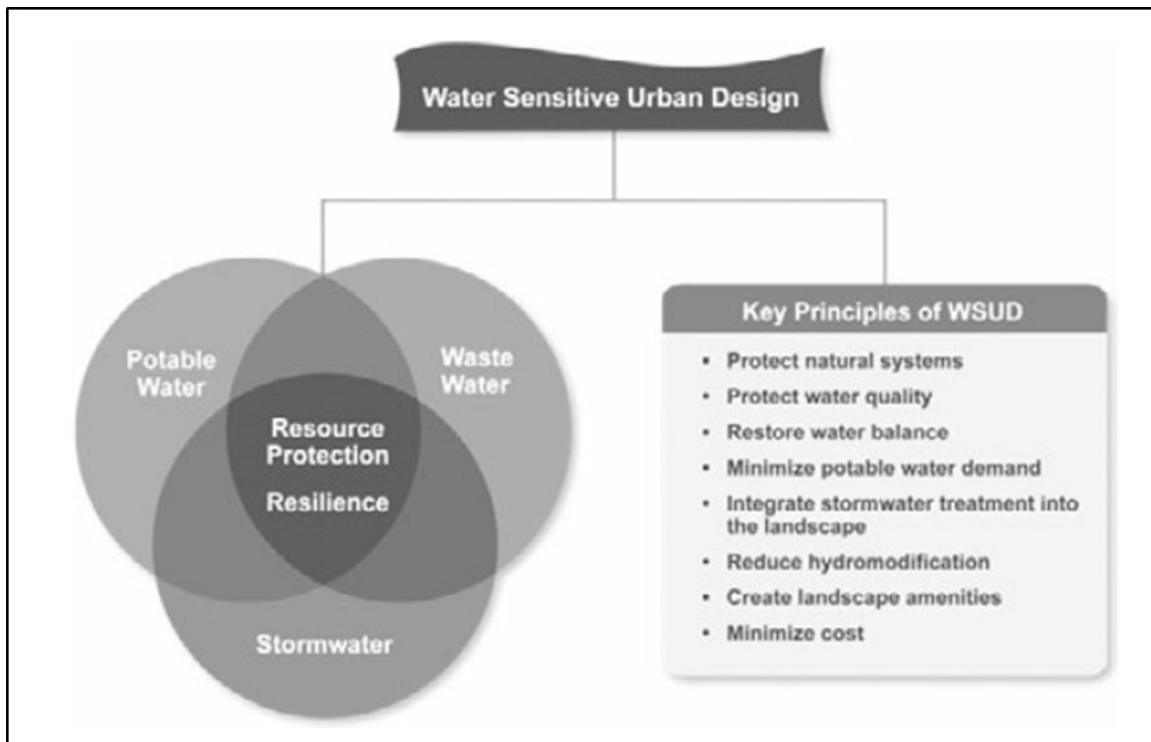 Water Sensitive Urban Design
Potable
Water
Waste
Water
Resource
Protection
Resilience
Stormwater
Key Principles of WSUD
• Protect natural systems
• Protect water quality
• Restore water balance
• Minimize potable water demand
• Integrate stormwater treatment into
the landscape
• Reduce hydromodification
• Create landscape amenities
• Minimize cost